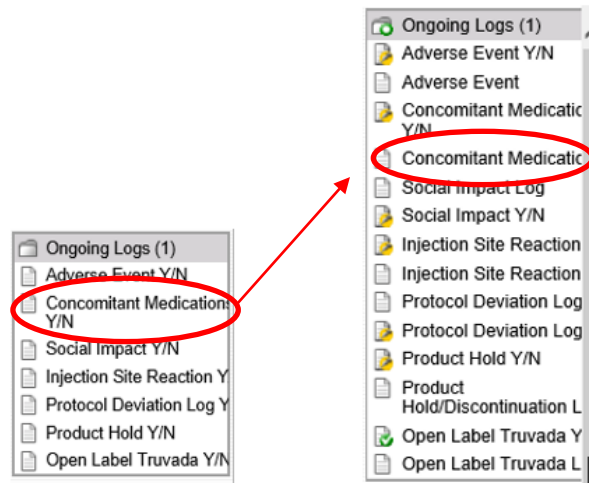 Ongoing Logs (1)
Adverse Event Y/N
Concomitant Medications
Y/N
Social Impact Y/N
Injection Site Reaction Y
Protocol Deviation Log Y
Product Hold Y/N
Open Label Truvada Y/N
Ongoing Logs (1)
Adverse Event Y/N
Adverse Event
Concomitant Medicatic
Y/N
Concomitant Medicatic
Social Impact Log
Social Impact Y/N
Injection Site Reaction
Injection Site Reaction
Protocol Deviation Log
Protocol Deviation Log
Product Hold Y/N
Product
Hold/Discontinuation L
Open Label Truvada Y
Open Label Truvada L